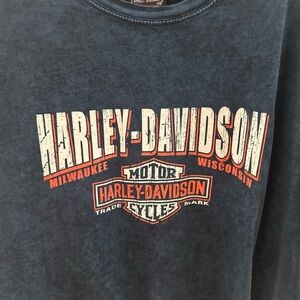 HARLEY-DAVIDSON
MILWAUKEE WISCONSIN
MOTOR
HARLEY-DAVIDSON
TRADE MARK
CYCLES